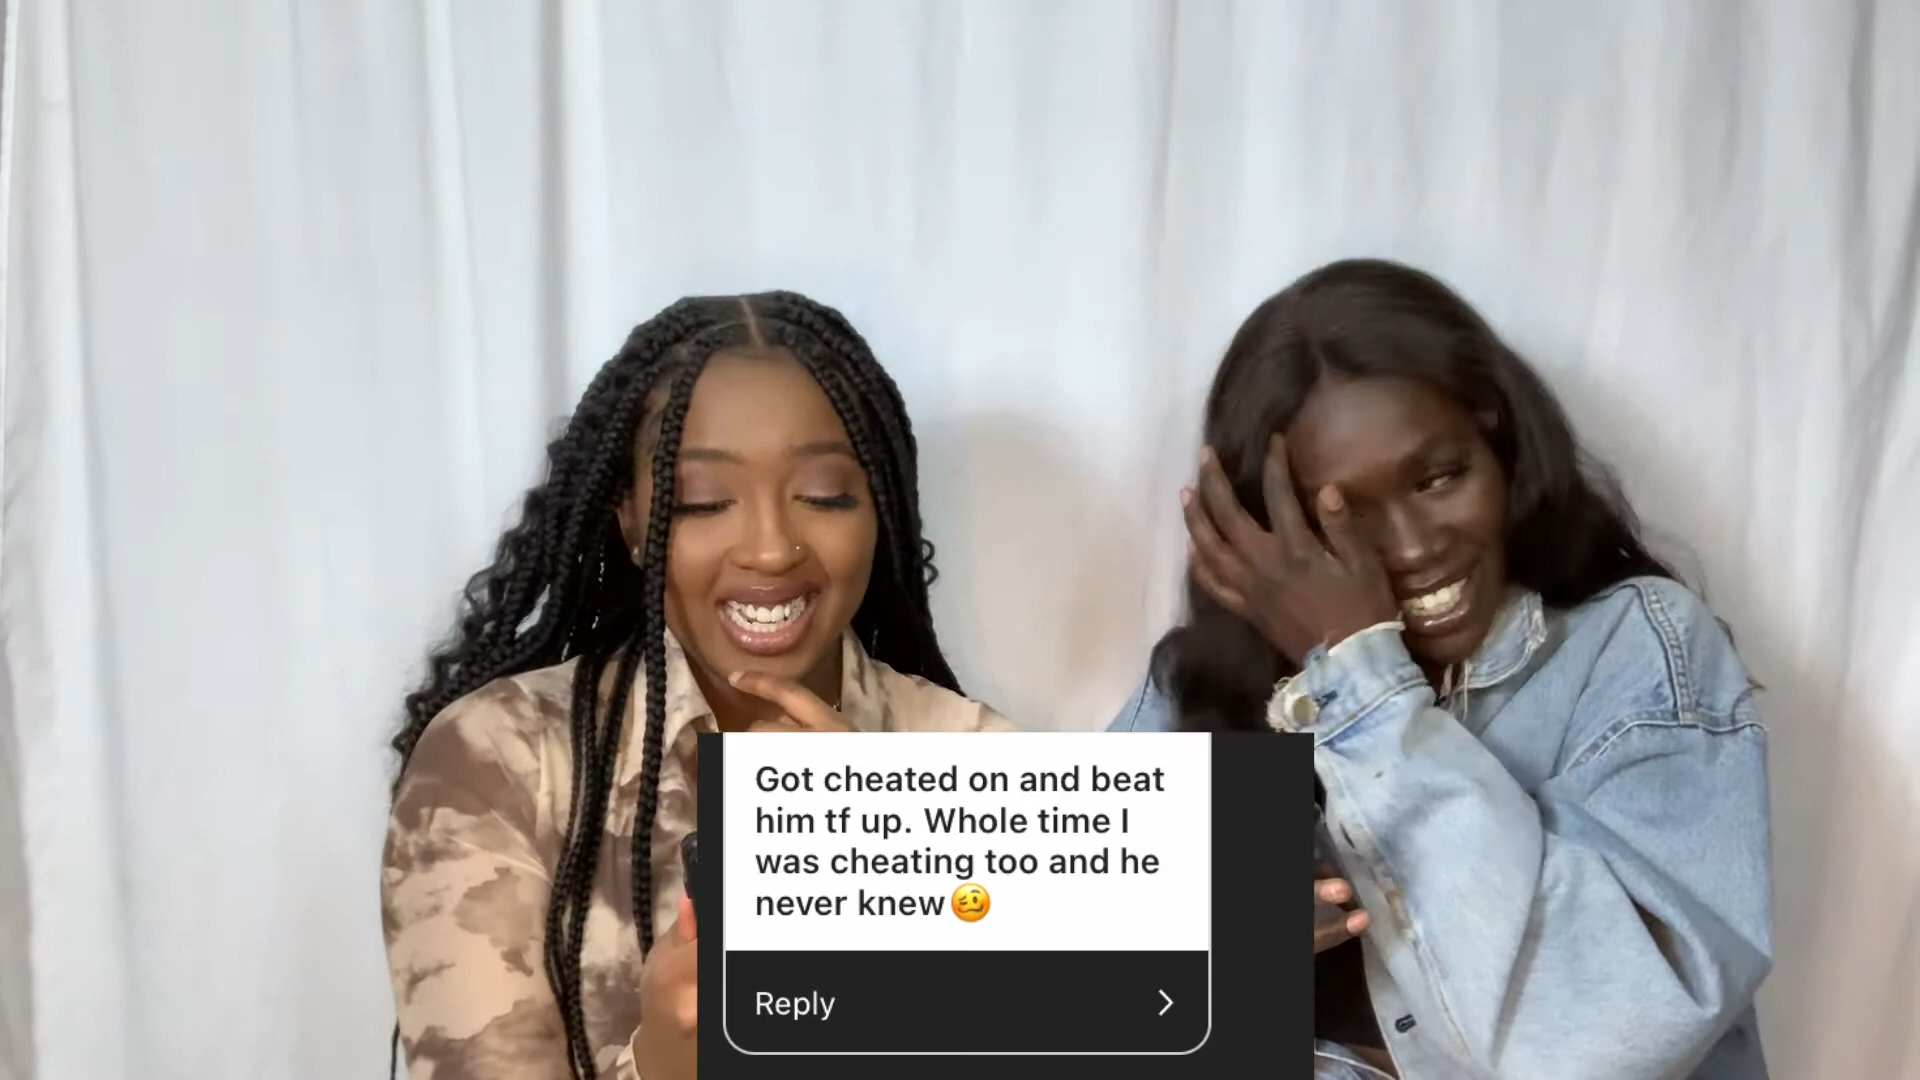 Got cheated on and beat
him tf up. Whole time I
was cheating too and he
never knew🥴
Reply